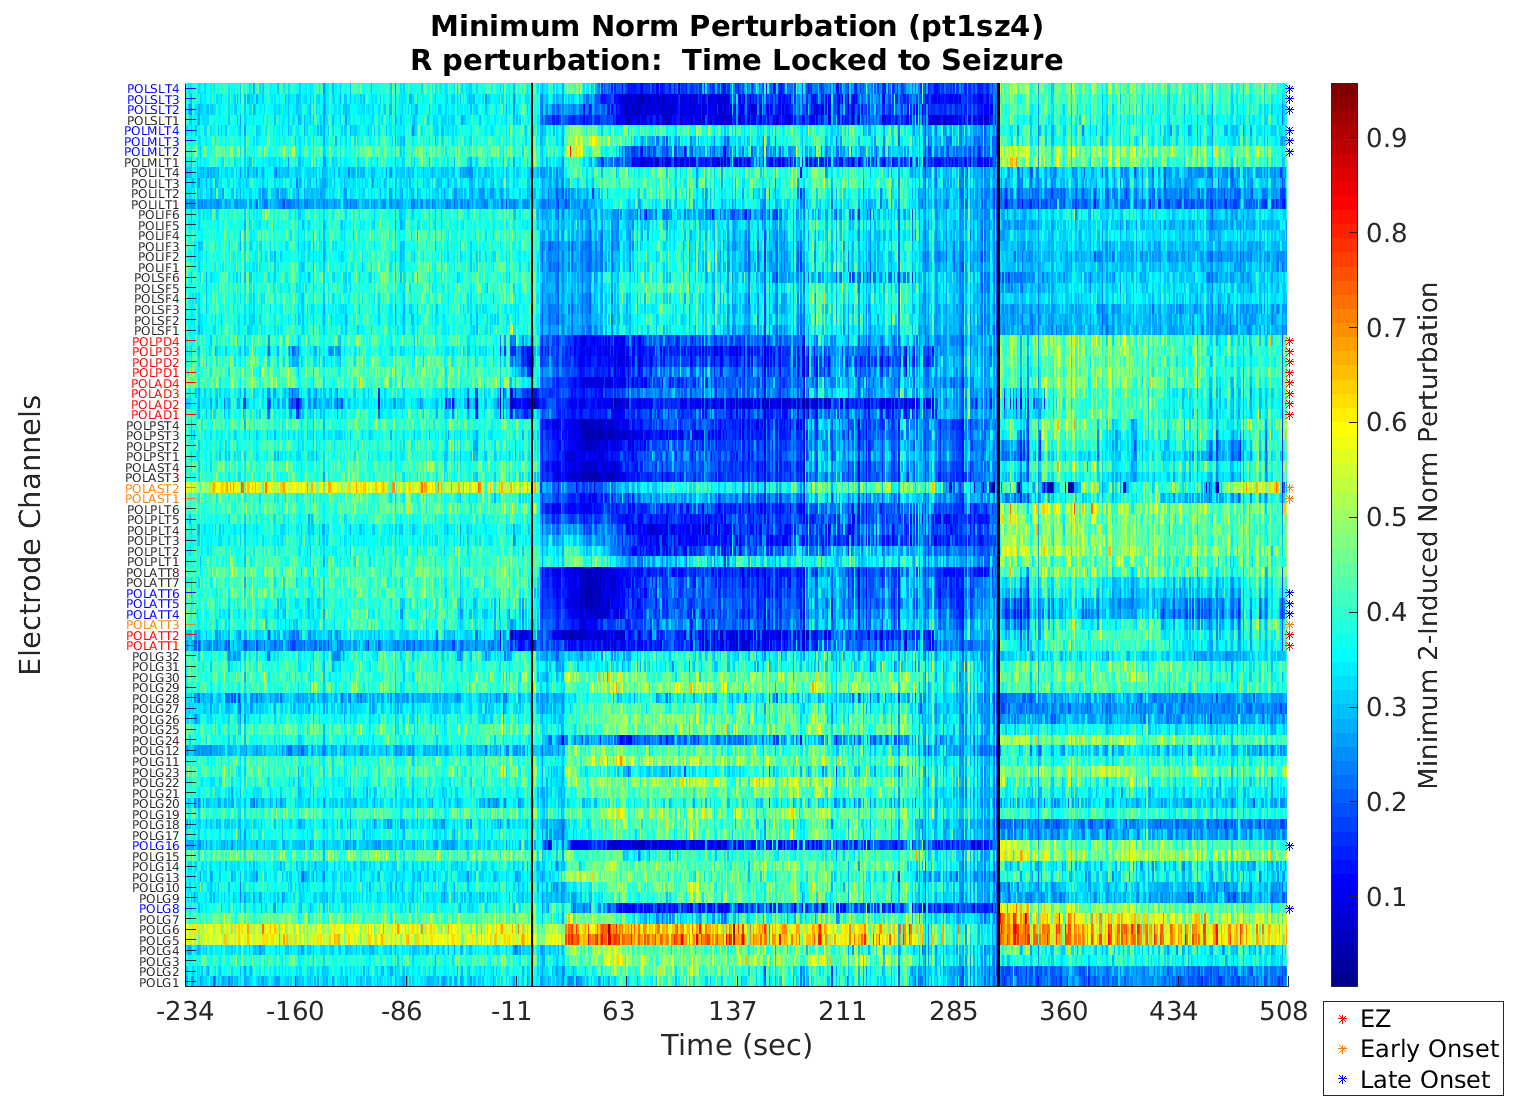 Minimum Norm Perturbation (pt1sz4)
R perturbation:  Time Locked to Seizure
Electrode Channels
POLSLT4
POLSLT3
POLSLT2
POLSLT1
POLMLT4
POLMLT3
POLMLT2
POLMLT1
POLILT4
POLILT3
POLILT2
POLILT1
POLIF6
POLIF5
POLIF4
POLIF3
POLIF2
POLIF1
POLSF6
POLSF5
POLSF4
POLSF3
POLSF2
POLSF1
POLPD4
POLPD3
POLPD2
POLPD1
POLAD4
POLAD3
POLAD2
POLAD1
POLPST4
POLPST3
POLPST2
POLPST1
POLAST4
POLAST3
POLAST2
POLAST1
POLPLT6
POLPLT5
POLPLT4
POLPLT3
POLPLT2
POLPLT1
POLATT8
POLATT7
POLATT6
POLATT5
POLATT4
POLATT3
POLATT2
POLATT1
POLG32
POLG31
POLG30
POLG29
POLG28
POLG27
POLG26
POLG25
POLG24
POLG12
POLG11
POLG23
POLG22
POLG21
POLG20
POLG19
POLG18
POLG17
POLG16
POLG15
POLG14
POLG13
POLG10
POLG9
POLG8
POLG7
POLG6
POLG5
POLG4
POLG3
POLG2
POLG1
-234 -160 -86 -11 63 137 211 285 360 434 508
Time (sec)
0.9
0.8
0.7
0.6
0.5
0.4
0.3
0.2
0.1
Minimum 2-Induced Norm Perturbation
EZ
Early Onset
Late Onset